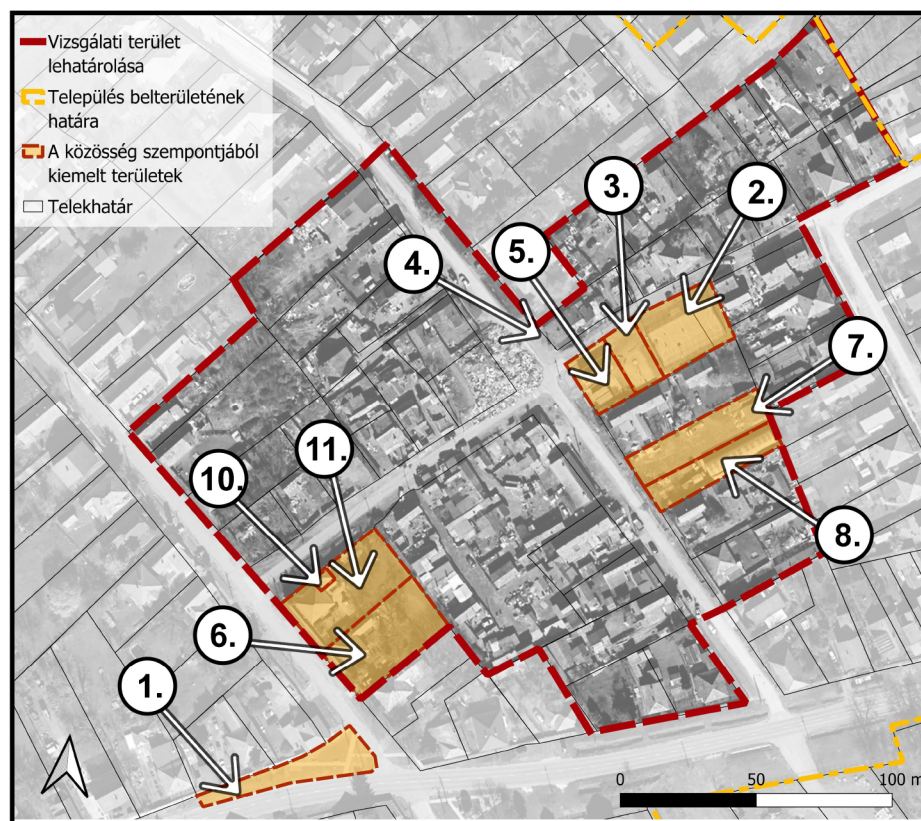 Vizsgálati terület
lehatárolása
Település belterületének
határa
A közösség szempontjából
kiemelt területek
Telekhatár
3.
2.
4.
5.
7.
10.
11.
8.
6.
1.
0 50 100 m